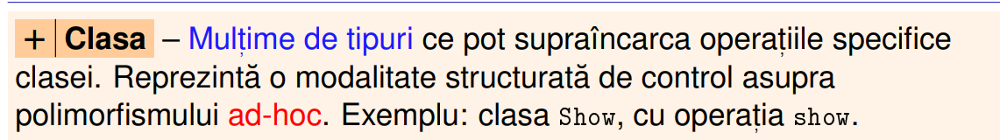 + Clasa – Mulțime de tipuri ce pot supraîncarca operațiile specifice
clasei. Reprezintă o modalitate structurată de control asupra
polimorfismului ad-hoc. Exemplu: clasa Show, cu operația show.